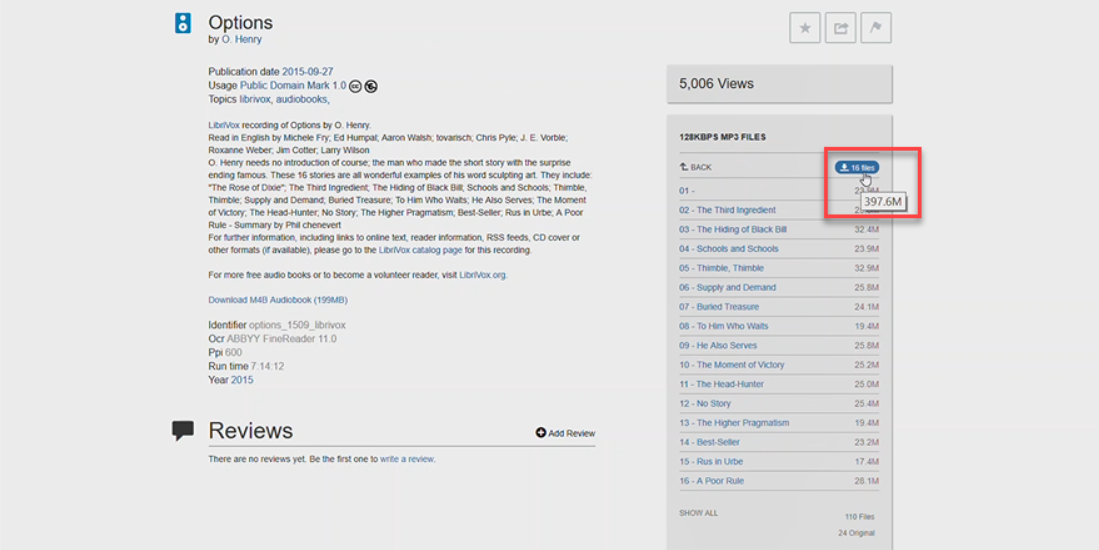 Options
by O. Henry
Publication date 2015-09-27
Usage Public Domain Mark 1.0
Topics librivox, audiobooks,
LibriVox recording of Options by O. Henry.
Read in English by Michele Fry; Ed Humpal; Aaron Walsh; tovarisch; Chris Pyle; J. E. Vorble;
Roxanne Weber; Jim Cotter; Larry Wilson
O. Henry needs no introduction of course; the man who made the short story with the surprise
ending famous. These 16 stories are all wonderful examples of his word sculpting art. They include:
"The Rose of Dixie"; The Third Ingredient; The Hiding of Black Bill; Schools and Schools; Thimble,
Thimble; Supply and Demand; Buried Treasure; To Him Who Waits; He Also Serves; The Moment
of Victory; The Head-Hunter; No Story; The Higher Pragmatism; Best-Seller; Rus in Urbe; A Poor
Rule - Summary by Phil chenevert
For further information, including links to online text, reader information, RSS feeds, CD cover or
other formats (if available), please go to the LibriVox catalog page for this recording.
For more free audio books or to become a volunteer reader, visit LibriVox.org.
Download M4B Audiobook (199MB)
Identifier options_1509_librivox
Ocr ABBYY FineReader 11.0
Ppi 600
Run time 7:14:12
Year 2015
Reviews
Add Review
There are no reviews yet. Be the first one to write a review.
5,006 Views
128KBPS MP3 FILES
BACK 16 files
01 -
397.6M
02 - The Third Ingredient
03 - The Hiding of Black Bill 32.4M
04 - Schools and Schools 23.9M
05 - Thimble, Thimble 32.9M
06 - Supply and Demand 25.8M
07 - Buried Treasure 24.1M
08 - To Him Who Waits 19.4M
09 - He Also Serves 25.8M
10 - The Moment of Victory 25.2M
11 - The Head-Hunter 25.0M
12 - No Story 25.4M
13 - The Higher Pragmatism 19.4M
14 - Best-Seller 23.2M
15 - Rus in Urbe 17.4M
16 - A Poor Rule 28.1M
SHOW ALL 110 Files
24 Original